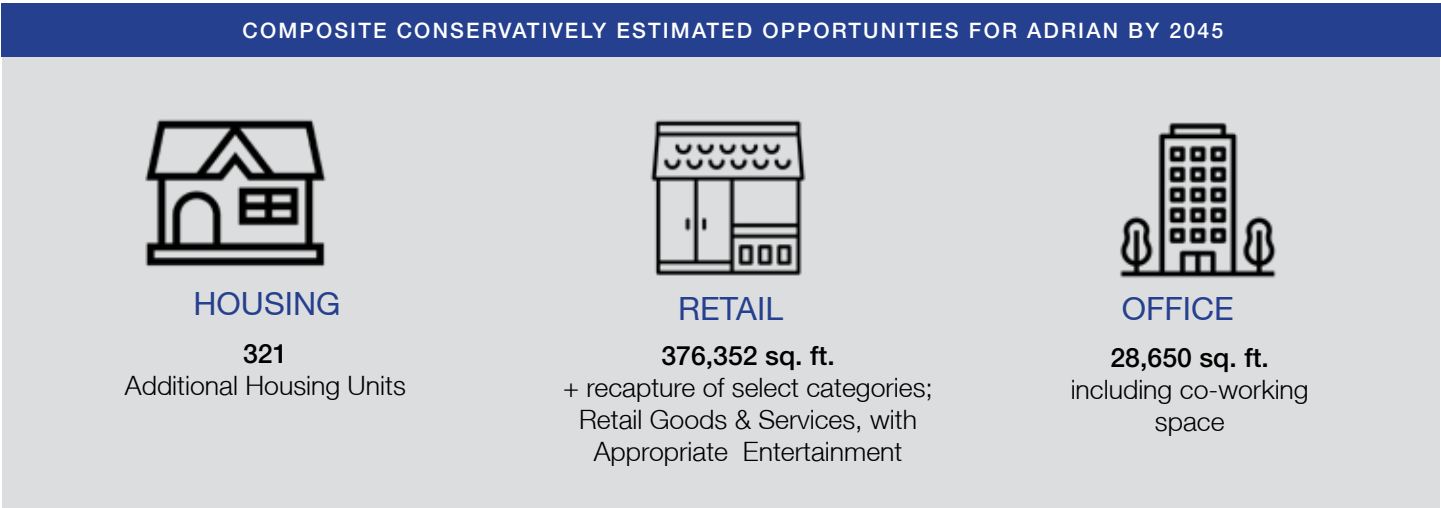 COMPOSITE CONSERVATIVELY ESTIMATED OPPORTUNITIES FOR ADRIAN BY 2045
HOUSING
321
Additional Housing Units
RETAIL
376,352 sq. ft.
+ recapture of select categories;
Retail Goods & Services, with
Appropriate Entertainment
OFFICE
28,650 sq. ft.
including co-working
space